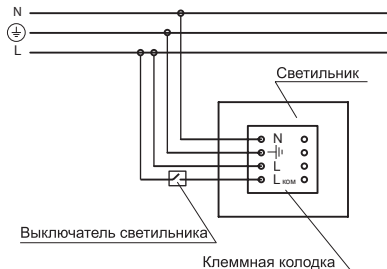 N
L
Светильник
N
L
L ком
Выключатель светильника
Клеммная колодка